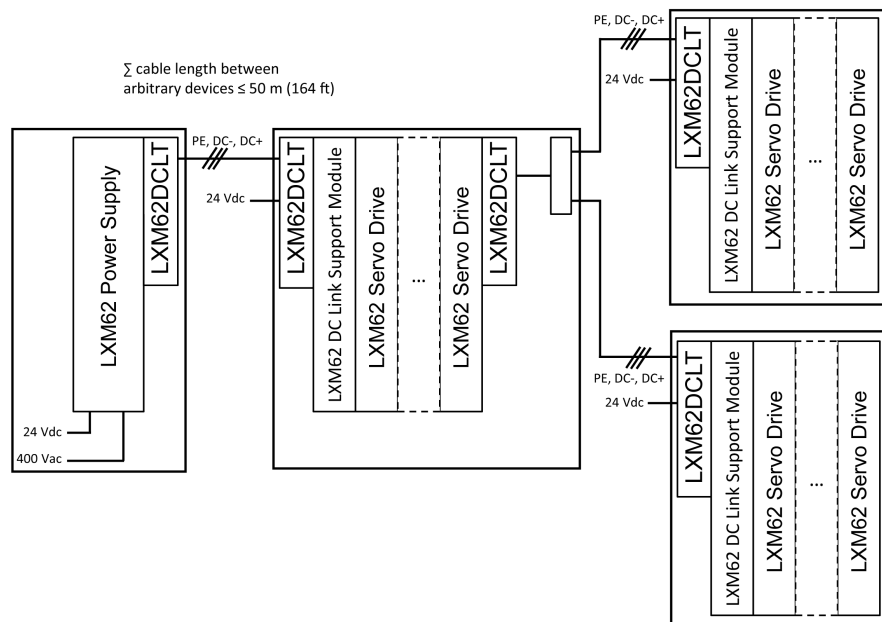 ∑ cable length between
arbitrary devices ≤ 50 m (164 ft)
LXM62 Power Supply
LXM62DCLT
24 Vdc
400 Vac
PE, DC-, DC+
24 Vdc
LXM62DCLT
LXM62 DC Link Support Module
LXM62 Servo Drive
...
LXM62 Servo Drive
LXM62DCLT
PE, DC-, DC+
24 Vdc
LXM62DCLT
LXM62 DC Link Support Module
LXM62 Servo Drive
...
LXM62 Servo Drive
PE, DC-, DC+
24 Vdc
LXM62DCLT
LXM62 DC Link Support Module
LXM62 Servo Drive
...
LXM62 Servo Drive